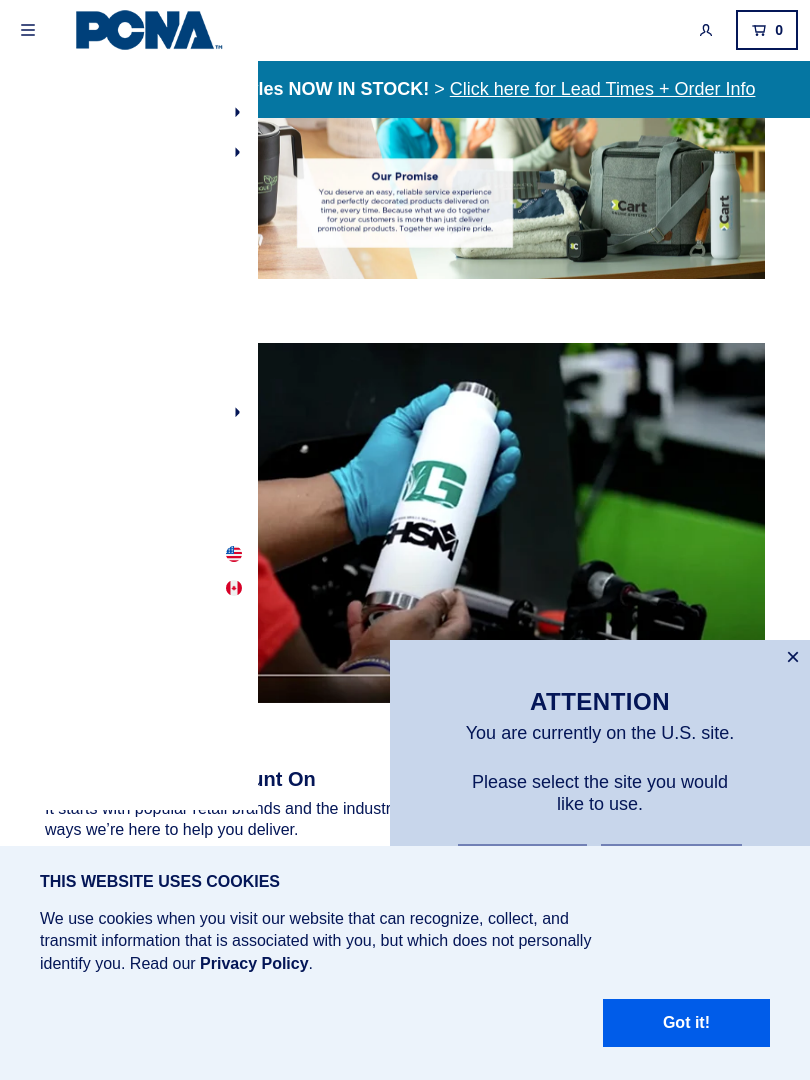 PCNA™
0
les NOW IN STOCK! > Click here for Lead Times + Order Info
Our Promise
You deserve an easy, reliable service experience
and perfectly decorated products delivered on
time, every time. Because what we do together
for your customers is more than just deliver
promotional products. Together we inspire pride.
Cart
Cart
G
GHSM
ATTENTION
You are currently on the U.S. site.
Please select the site you would
like to use.
unt On
It starts with popular retail brands and the industr
ways we're here to help you deliver.
THIS WEBSITE USES COOKIES
We use cookies when you visit our website that can recognize, collect, and
transmit information that is associated with you, but which does not personally
identify you. Read our Privacy Policy.
Got it!